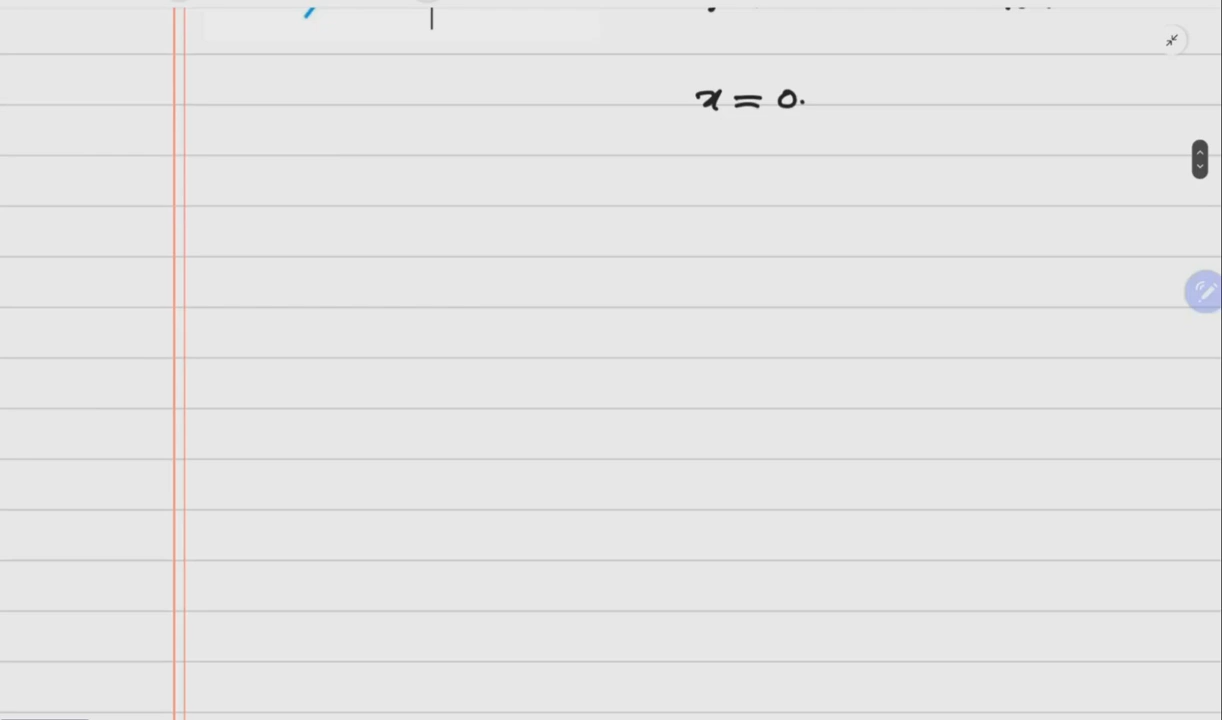 x = 0.